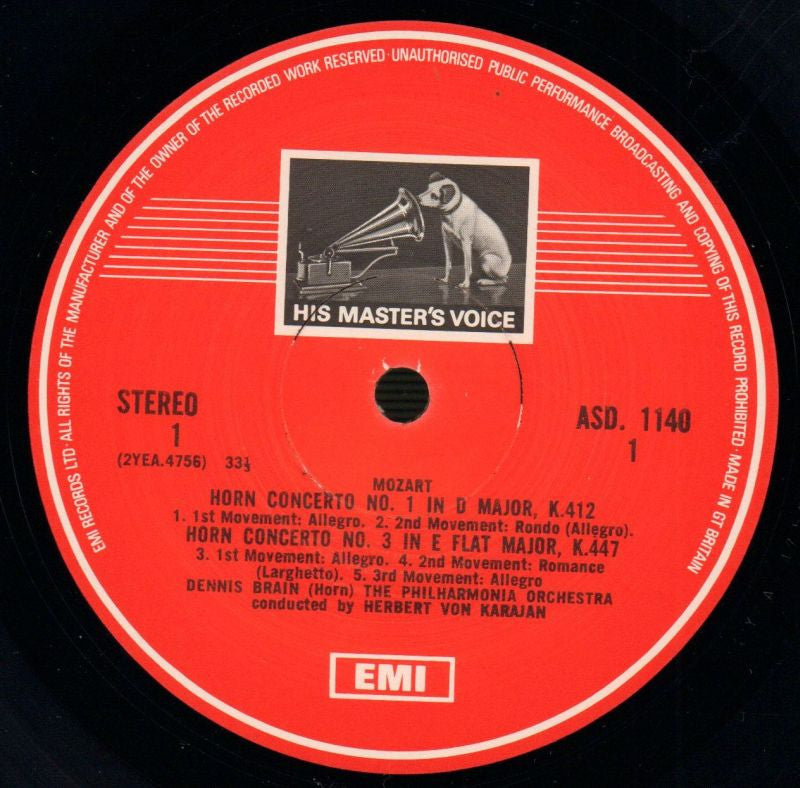 EMI RECORDS LTD · ALL RIGHTS OF THE MANUFACTURER AND OF THE OWNER OF THE RECORDED WORK RESERVED · UNAUTHORISED PUBLIC PERFORMANCE BROADCASTING AND COPYING OF THIS RECORD PROHIBITED · MADE IN GT BRITAIN
HIS MASTER'S VOICE
STEREO
1
(2YEA.4756) 33⅓
ASD. 1140
1
MOZART
HORN CONCERTO NO. 1 IN D MAJOR, K.412
1. 1st Movement: Allegro. 2. 2nd Movement: Rondo (Allegro).
HORN CONCERTO NO. 3 IN E FLAT MAJOR, K.447
3. 1st Movement: Allegro. 4. 2nd Movement: Romance
(Larghetto). 5. 3rd Movement: Allegro
DENNIS BRAIN (Horn) THE PHILHARMONIA ORCHESTRA
conducted by HERBERT VON KARAJAN
EMI